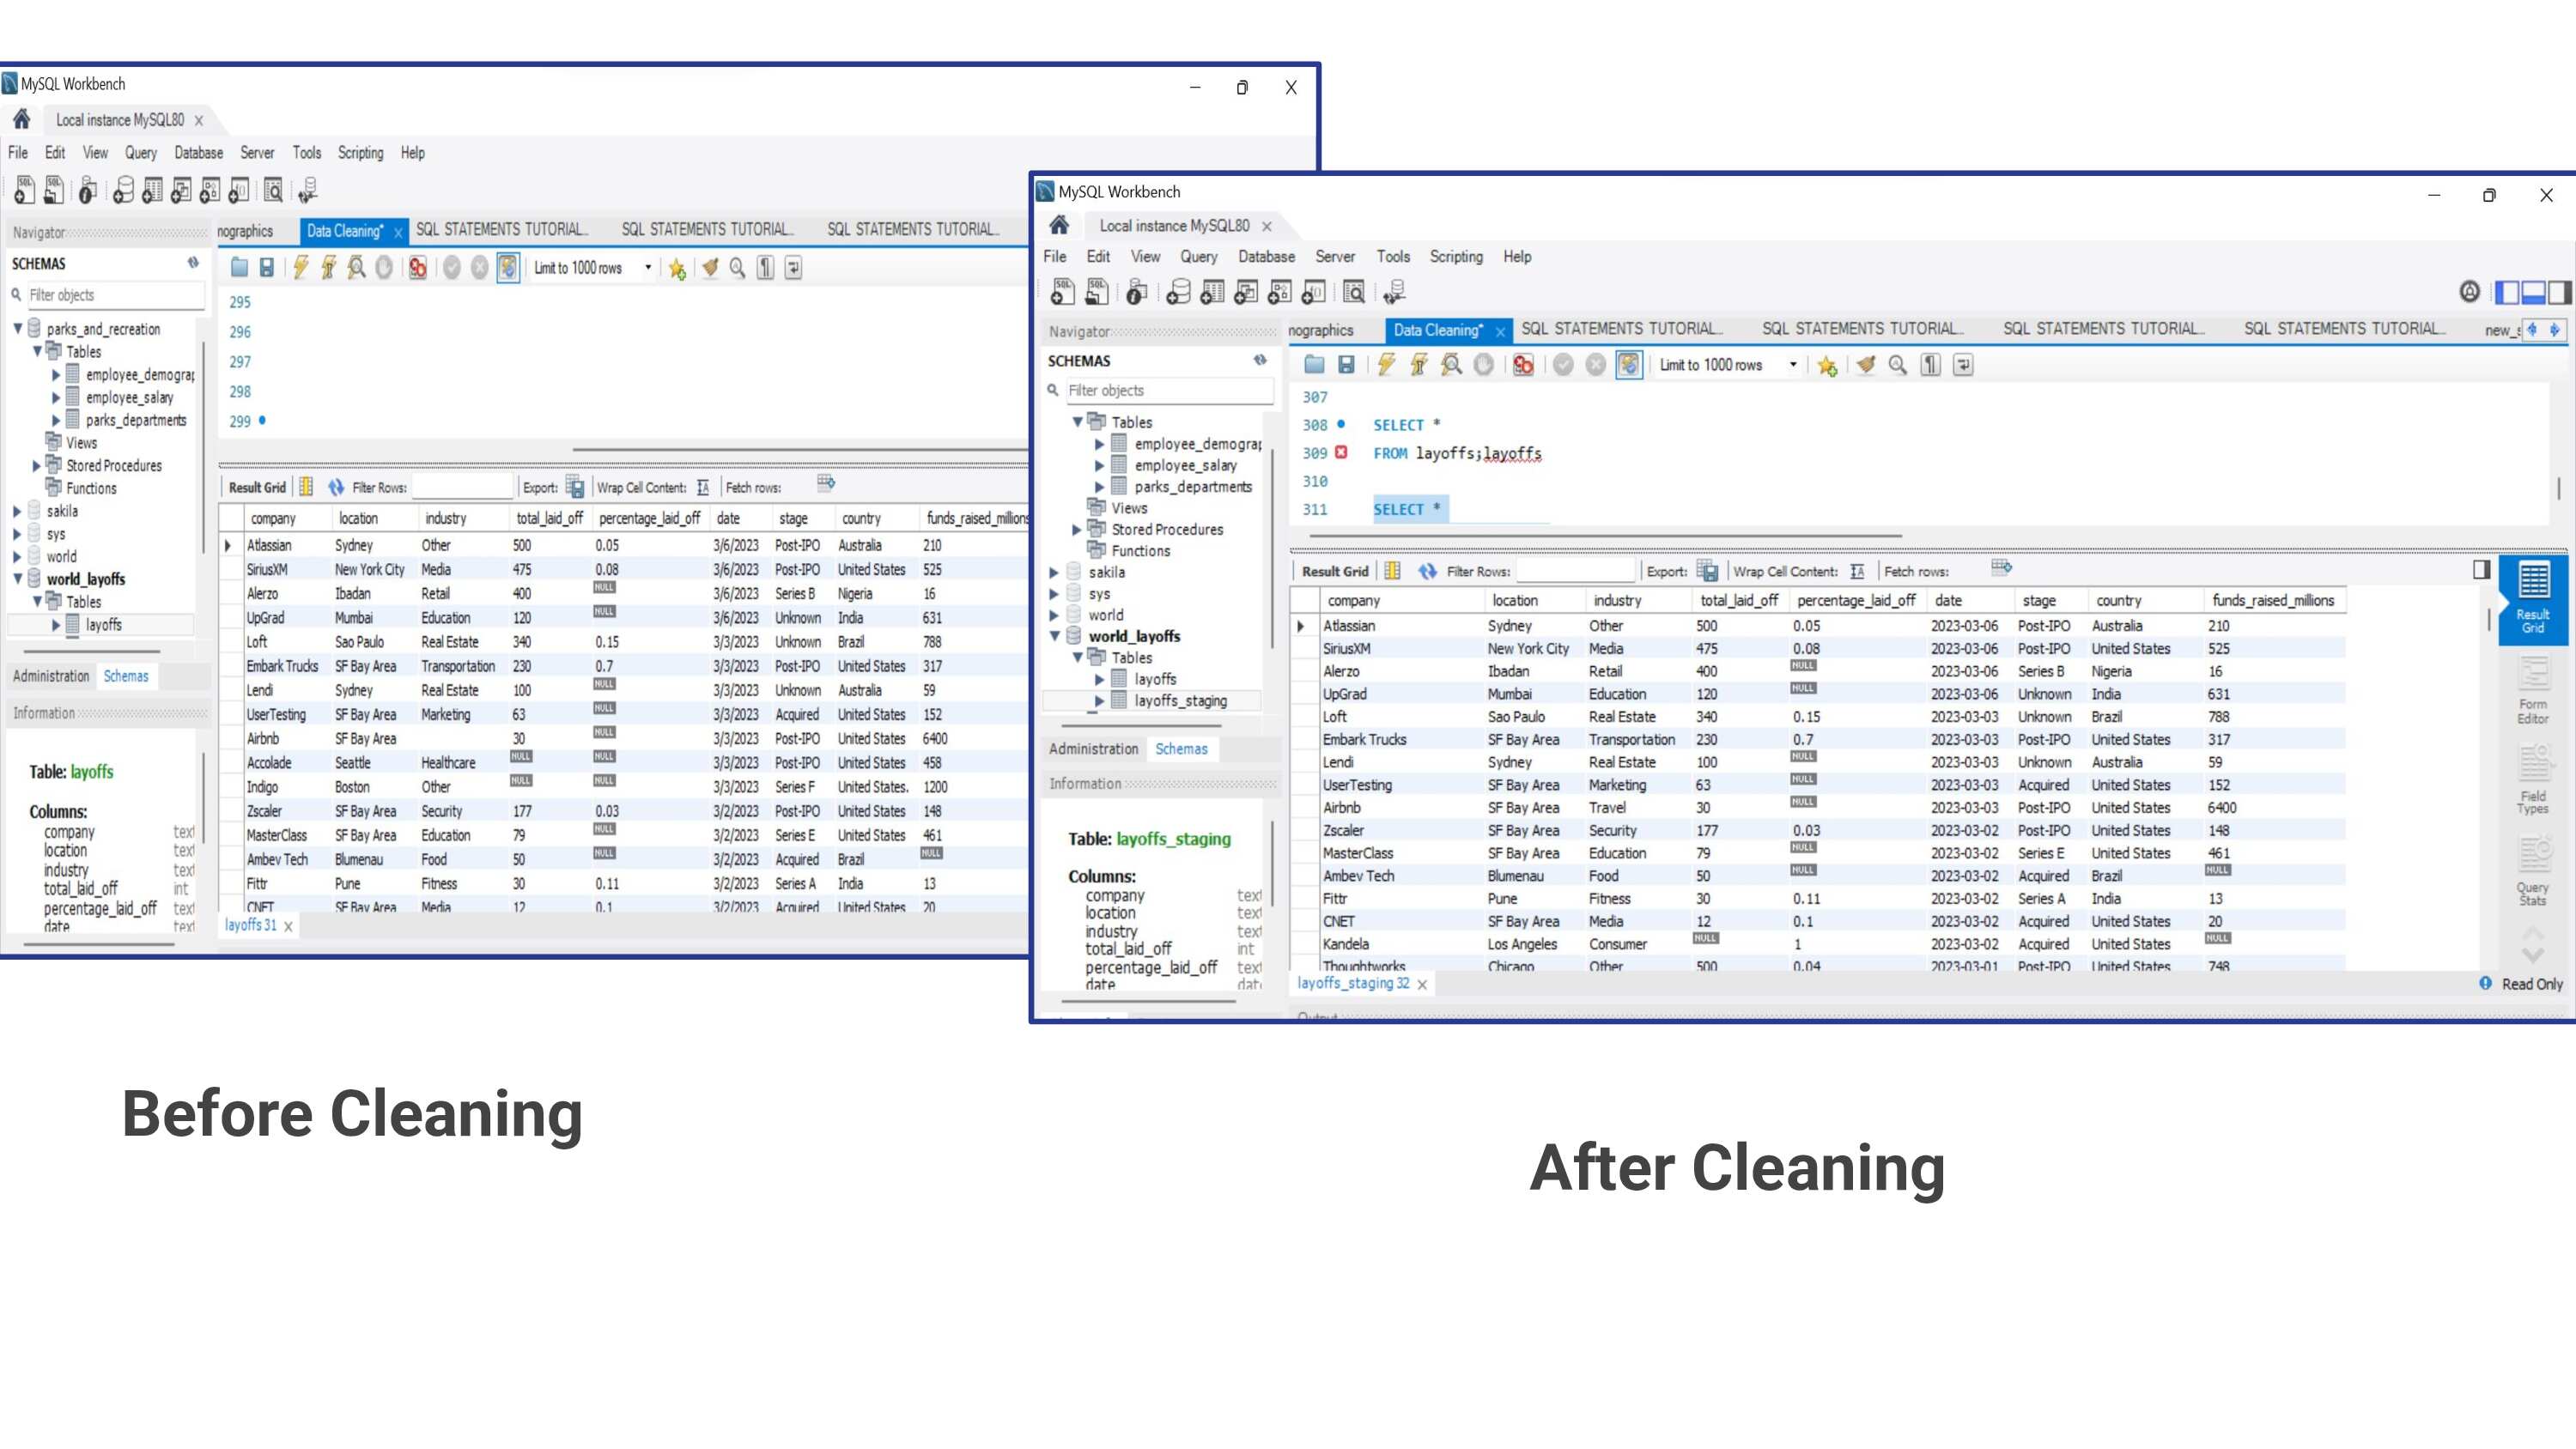 MySQL Workbench
Local instance MySQL80
File Edit View Query Database Server Tools Scripting Help
Navigator
SCHEMAS
Filter objects
parks_and_recreation
Tables
employee_demograp
employee_salary
parks_departments
Views
Stored Procedures
Functions
sakila
sys
world
world_layoffs
Tables
layoffs
Administration Schemas
Information
Table: layoffs
Columns:
company text
location text
industry text
total_laid_off int
percentage_laid_off text
date text
nographics Data Cleaning* SQL STATEMENTS TUTORIAL... SQL STATEMENTS TUTORIAL... SQL STATEMENTS TUTORIAL...
Limit to 1000 rows
295
296
297
298
299
Result Grid Filter Rows: Export: Wrap Cell Content: Fetch rows:
company location industry total_laid_off percentage_laid_off date stage country funds_raised_millions
Atlassian Sydney Other 500 0.05 3/6/2023 Post-IPO Australia 210
SiriusXM New York City Media 475 0.08 3/6/2023 Post-IPO United States 525
Alerzo Ibadan Retail 400 NULL 3/6/2023 Series B Nigeria 16
UpGrad Mumbai Education 120 NULL 3/6/2023 Unknown India 631
Loft Sao Paulo Real Estate 340 0.15 3/3/2023 Unknown Brazil 788
Embark Trucks SF Bay Area Transportation 230 0.7 3/3/2023 Post-IPO United States 317
Lendi Sydney Real Estate 100 NULL 3/3/2023 Unknown Australia 59
UserTesting SF Bay Area Marketing 63 NULL 3/3/2023 Acquired United States 152
Airbnb SF Bay Area 30 NULL 3/3/2023 Post-IPO United States 6400
Accolade Seattle Healthcare NULL NULL 3/3/2023 Post-IPO United States 458
Indigo Boston Other NULL NULL 3/3/2023 Series F United States. 1200
Zscaler SF Bay Area Security 177 0.03 3/2/2023 Post-IPO United States 148
MasterClass SF Bay Area Education 79 NULL 3/2/2023 Series E United States 461
Ambev Tech Blumenau Food 50 NULL 3/2/2023 Acquired Brazil NULL
Fittr Pune Fitness 30 0.11 3/2/2023 Series A India 13
CNET SF Bay Area Media 12 0.1 3/2/2023 Acquired United States 20
layoffs 31
MySQL Workbench
Local instance MySQL80
File Edit View Query Database Server Tools Scripting Help
Navigator
SCHEMAS
Filter objects
Tables
employee_demograp
employee_salary
parks_departments
Views
Stored Procedures
Functions
sakila
sys
world
world_layoffs
Tables
layoffs
layoffs_staging
Administration Schemas
Information
Table: layoffs_staging
Columns:
company text
location text
industry text
total_laid_off int
percentage_laid_off text
date date
nographics Data Cleaning* SQL STATEMENTS TUTORIAL... SQL STATEMENTS TUTORIAL... SQL STATEMENTS TUTORIAL... SQL STATEMENTS TUTORIAL... new_s
Limit to 1000 rows
307
308 SELECT *
309 FROM layoffs;layoffs
310
311 SELECT *
Result Grid Filter Rows: Export: Wrap Cell Content: Fetch rows:
company location industry total_laid_off percentage_laid_off date stage country funds_raised_millions
Atlassian Sydney Other 500 0.05 2023-03-06 Post-IPO Australia 210
SiriusXM New York City Media 475 0.08 2023-03-06 Post-IPO United States 525
Alerzo Ibadan Retail 400 NULL 2023-03-06 Series B Nigeria 16
UpGrad Mumbai Education 120 NULL 2023-03-06 Unknown India 631
Loft Sao Paulo Real Estate 340 0.15 2023-03-03 Unknown Brazil 788
Embark Trucks SF Bay Area Transportation 230 0.7 2023-03-03 Post-IPO United States 317
Lendi Sydney Real Estate 100 NULL 2023-03-03 Unknown Australia 59
UserTesting SF Bay Area Marketing 63 NULL 2023-03-03 Acquired United States 152
Airbnb SF Bay Area Travel 30 NULL 2023-03-03 Post-IPO United States 6400
Zscaler SF Bay Area Security 177 0.03 2023-03-02 Post-IPO United States 148
MasterClass SF Bay Area Education 79 NULL 2023-03-02 Series E United States 461
Ambev Tech Blumenau Food 50 NULL 2023-03-02 Acquired Brazil NULL
Fittr Pune Fitness 30 0.11 2023-03-02 Series A India 13
CNET SF Bay Area Media 12 0.1 2023-03-02 Acquired United States 20
Kandela Los Angeles Consumer NULL 1 2023-03-02 Acquired United States NULL
Thoughtworks Chicago Other 500 0.04 2023-03-01 Post-IPO United States 748
layoffs_staging 32
Read Only
Output
Result Grid
Form Editor
Field Types
Query Stats
Before Cleaning
After Cleaning